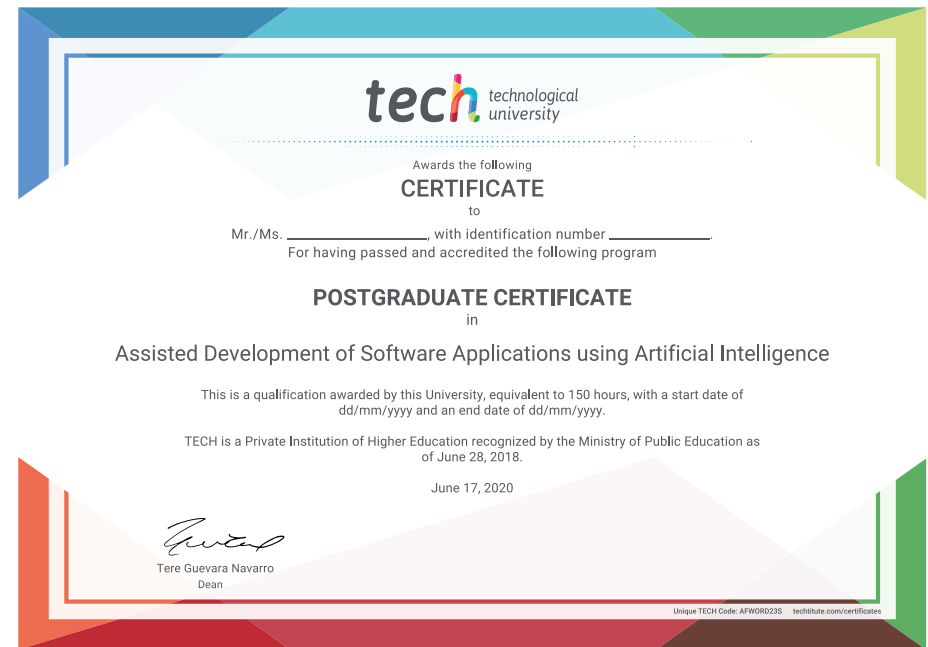 tech technological
university
Awards the following
CERTIFICATE
to
Mr./Ms. ____________________, with identification number ______________.
For having passed and accredited the following program
POSTGRADUATE CERTIFICATE
in
Assisted Development of Software Applications using Artificial Intelligence
This is a qualification awarded by this University, equivalent to 150 hours, with a start date of
dd/mm/yyyy and an end date of dd/mm/yyyy.
TECH is a Private Institution of Higher Education recognized by the Ministry of Public Education as
of June 28, 2018.
June 17, 2020
Tere Guevara Navarro
Dean
Unique TECH Code: AFWORD23S techtitute.com/certificates